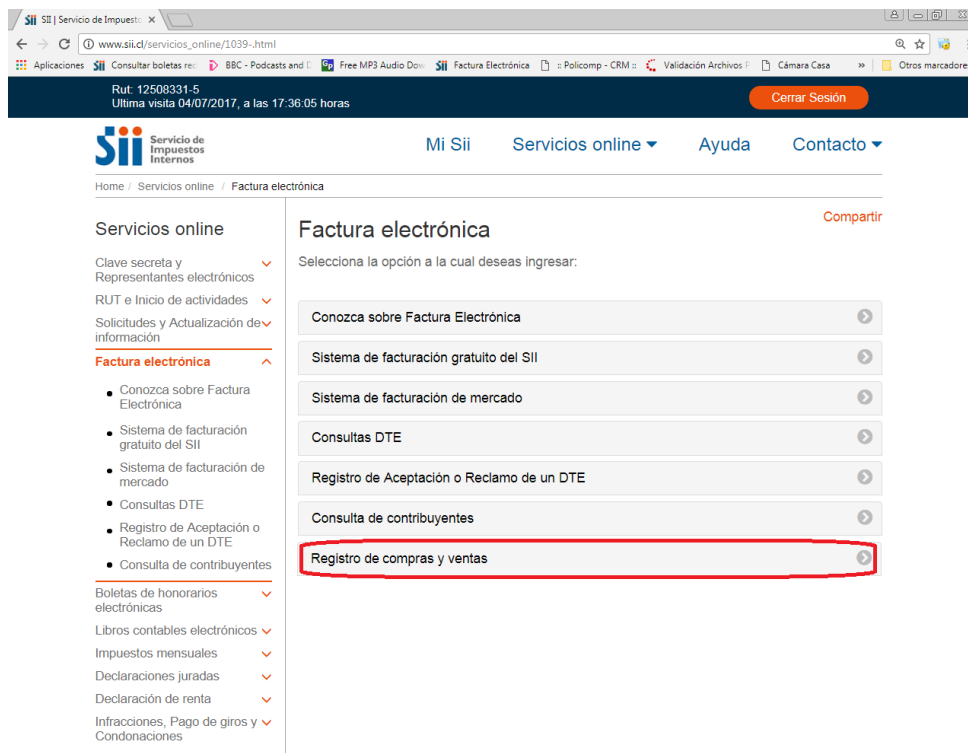 SII | Servicio de Impuesto
www.sii.cl/servicios_online/1039-.html
Aplicaciones Consultar boletas rec BBC - Podcasts and D Free MP3 Audio Dow Factura Electrónica :: Policomp - CRM :: Validación Archivos F Cámara Casa » Otros marcadores
Rut: 12508331-5
Ultima visita 04/07/2017, a las 17:36:05 horas
Cerrar Sesión
Sii Servicio de
Impuestos
Internos
Mi Sii Servicios online Ayuda Contacto
Home / Servicios online / Factura electrónica
Compartir
Servicios online
Clave secreta y
Representantes electrónicos
RUT e Inicio de actividades
Solicitudes y Actualización de
información
Factura electrónica
Conozca sobre Factura
Electrónica
Sistema de facturación
gratuito del SII
Sistema de facturación de
mercado
Consultas DTE
Registro de Aceptación o
Reclamo de un DTE
Consulta de contribuyentes
Boletas de honorarios
electrónicas
Libros contables electrónicos
Impuestos mensuales
Declaraciones juradas
Declaración de renta
Infracciones, Pago de giros y
Condonaciones
Factura electrónica
Selecciona la opción a la cual deseas ingresar:
Conozca sobre Factura Electrónica
Sistema de facturación gratuito del SII
Sistema de facturación de mercado
Consultas DTE
Registro de Aceptación o Reclamo de un DTE
Consulta de contribuyentes
Registro de compras y ventas